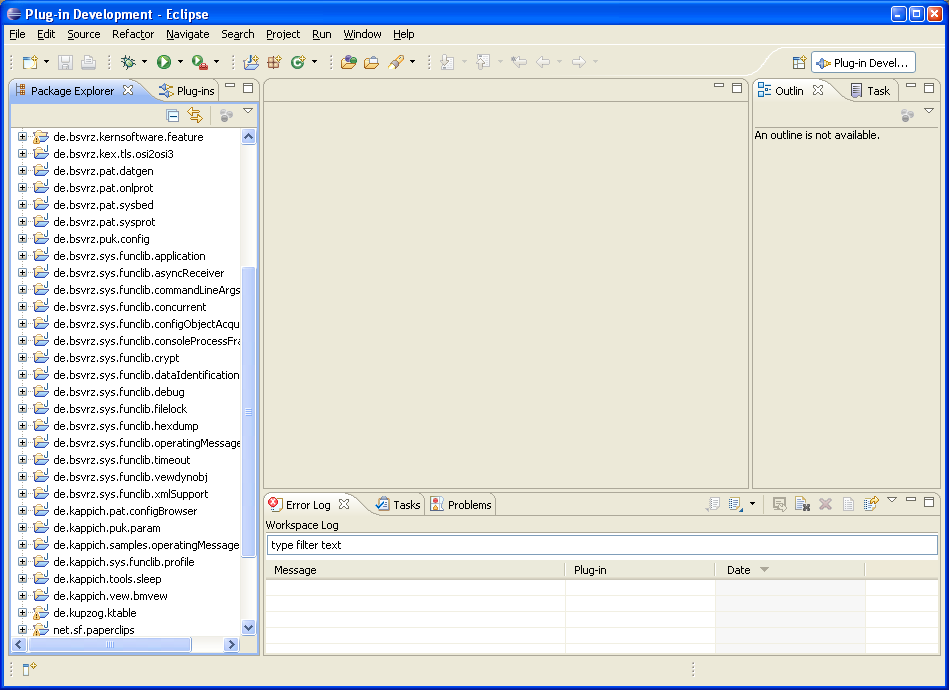 Plug-in Development - Eclipse
File Edit Source Refactor Navigate Search Project Run Window Help
Plug-in Devel...
Package Explorer Plug-ins
Outlin Task
de.bsvrz.kernsoftware.feature
de.bsvrz.kex.tls.osi2osi3
de.bsvrz.pat.datgen
de.bsvrz.pat.onlprot
de.bsvrz.pat.sysbed
de.bsvrz.pat.sysprot
de.bsvrz.puk.config
de.bsvrz.sys.funclib.application
de.bsvrz.sys.funclib.asyncReceiver
de.bsvrz.sys.funclib.commandLineArgs
de.bsvrz.sys.funclib.concurrent
de.bsvrz.sys.funclib.configObjectAcqu
de.bsvrz.sys.funclib.consoleProcessFra
de.bsvrz.sys.funclib.crypt
de.bsvrz.sys.funclib.dataIdentification
de.bsvrz.sys.funclib.debug
de.bsvrz.sys.funclib.filelock
de.bsvrz.sys.funclib.hexdump
de.bsvrz.sys.funclib.operatingMessage
de.bsvrz.sys.funclib.timeout
de.bsvrz.sys.funclib.vewdynobj
de.bsvrz.sys.funclib.xmlSupport
de.kappich.pat.configBrowser
de.kappich.puk.param
de.kappich.samples.operatingMessage
de.kappich.sys.funclib.profile
de.kappich.tools.sleep
de.kappich.vew.bmvew
de.kupzog.ktable
net.sf.paperclips
An outline is not available.
Error Log Tasks Problems
Workspace Log
type filter text
Message Plug-in Date